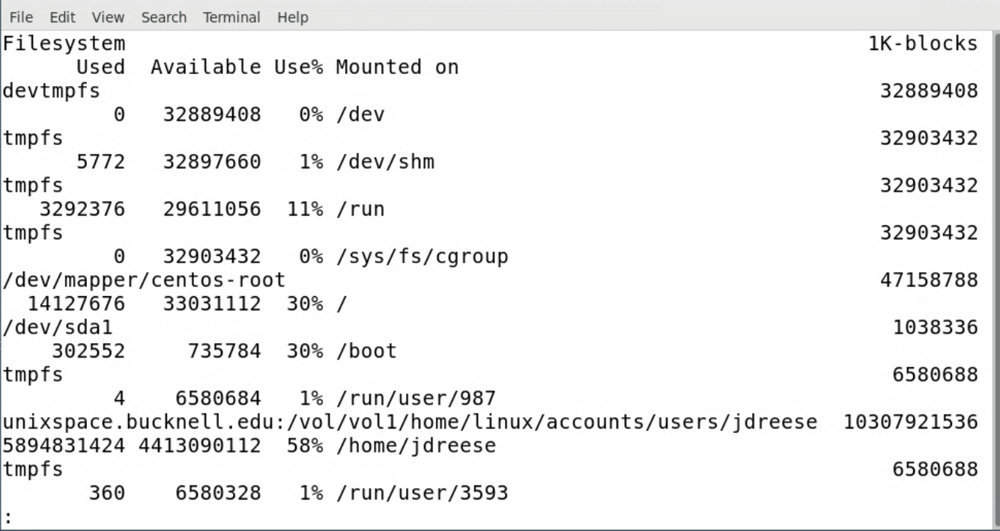 File Edit View Search Terminal Help
Filesystem 1K-blocks
Used Available Use% Mounted on
devtmpfs 32889408
0 32889408 0% /dev
tmpfs 32903432
5772 32897660 1% /dev/shm
tmpfs 32903432
3292376 29611056 11% /run
tmpfs 32903432
0 32903432 0% /sys/fs/cgroup
/dev/mapper/centos-root 47158788
14127676 33031112 30% /
/dev/sda1 1038336
302552 735784 30% /boot
tmpfs 6580688
4 6580684 1% /run/user/987
unixspace.bucknell.edu:/vol/vol1/home/linux/accounts/users/jdreese 10307921536
5894831424 4413090112 58% /home/jdreese
tmpfs 6580688
360 6580328 1% /run/user/3593
: